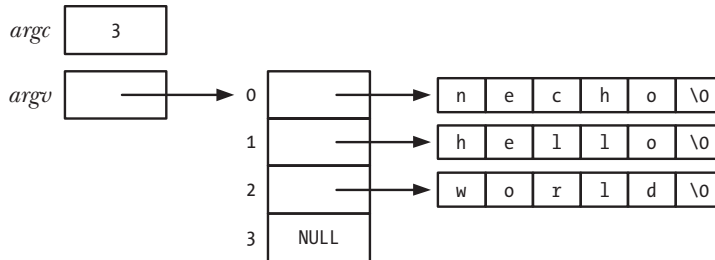 argc 3
argv
0 n e c h o \0
1 h e l l o \0
2 w o r l d \0
3 NULL